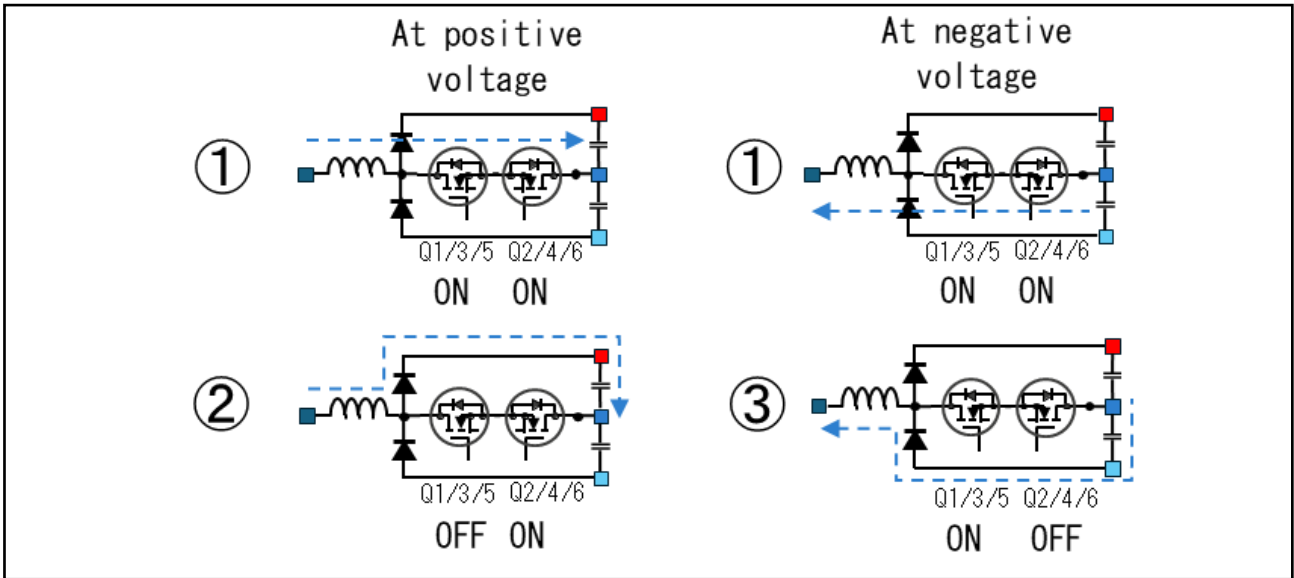 At positive
voltage
At negative
voltage
①
Q1/3/5 Q2/4/6
ON ON
①
Q1/3/5 Q2/4/6
ON ON
②
Q1/3/5 Q2/4/6
OFF ON
③
Q1/3/5 Q2/4/6
ON OFF